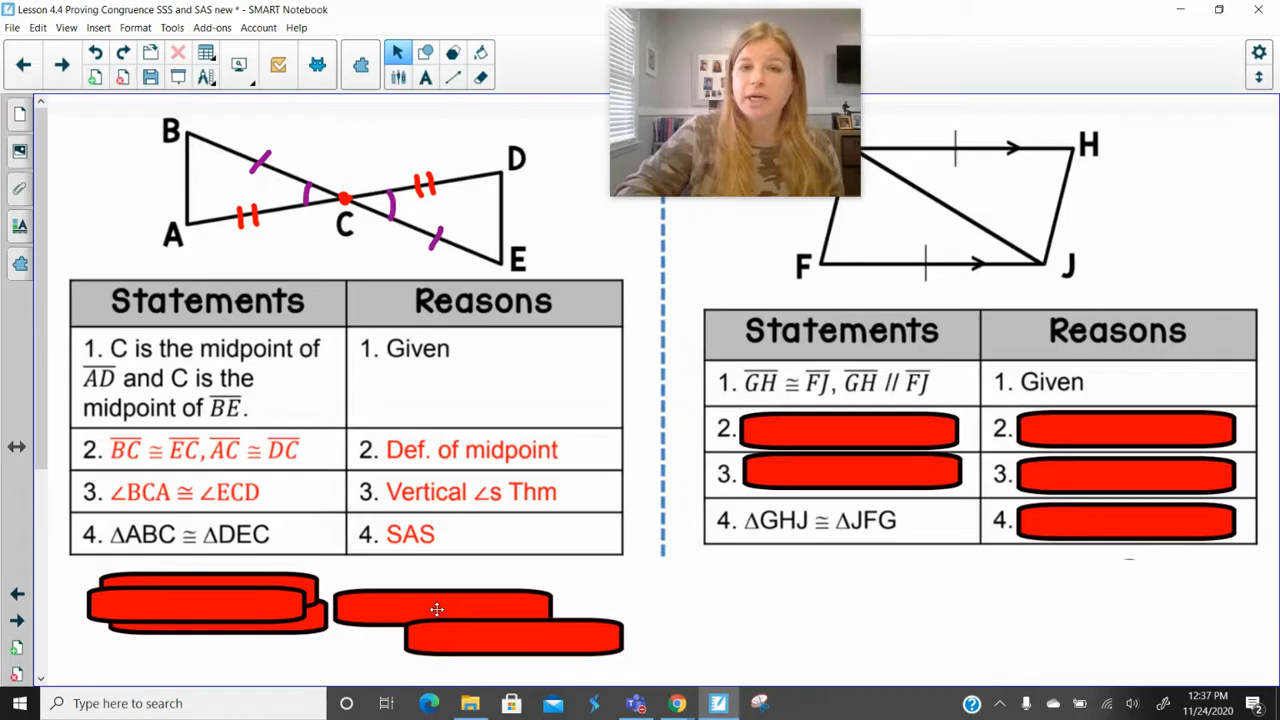 Lesson 4.4 Proving Congruence SSS and SAS new * - SMART Notebook
File Edit View Insert Format Tools Add-ons Account Help
B
D
A
C
E
H
F
J
Statements Reasons
1. C is the midpoint of 1. Given
AD and C is the
midpoint of BE.
2. BC ≅ EC, AC ≅ DC 2. Def. of midpoint
3. ∠BCA ≅ ∠ECD 3. Vertical ∠s Thm
4. ΔABC ≅ ΔDEC 4. SAS
Statements Reasons
1. GH ≅ FJ, GH // FJ 1. Given
2. 2.
3. 3.
4. ΔGHJ ≅ ΔJFG 4.
Type here to search
12:37 PM
11/24/2020
2